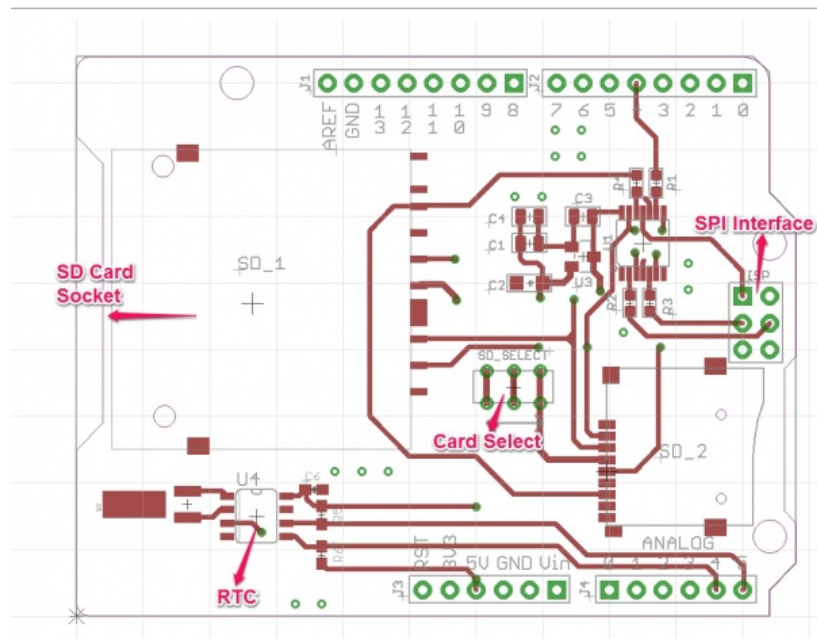 J1
J2
AREF
GND
13
12
11
10
9
8
7
6
5
4
3
2
1
0
R4
R1
C4
C3
C1
U1
SPI Interface
SD_1
SD Card
Socket
C2
U3
ISP
R2
R3
SD_SELECT
Card Select
SD_2
U4
C6
R5
R6
RTC
RST
3V3
5V GND Vin
ANALOG
0
1
2
3
4
5
J3
J4